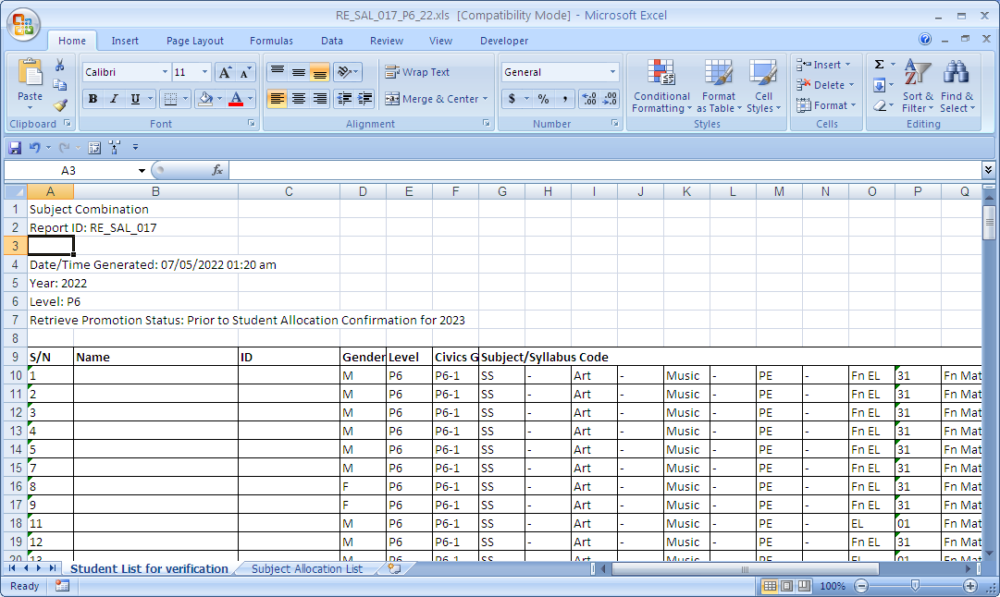 RE_SAL_017_P6_22.xls [Compatibility Mode] - Microsoft Excel
Home Insert Page Layout Formulas Data Review View Developer
Paste Calibri 11 Wrap Text General Conditional Formatting Format as Table Cell Styles Insert Σ Sort & Filter Find & Select
B I U A Merge & Center $ % , .0 .00 .00 .0 Delete
Format
Clipboard Font Alignment Number Styles Cells Editing
A3 fx
A B C D E F G H I J K L M N O P Q
1 Subject Combination
2 Report ID: RE_SAL_017
3
4 Date/Time Generated: 07/05/2022 01:20 am
5 Year: 2022
6 Level: P6
7 Retrieve Promotion Status: Prior to Student Allocation Confirmation for 2023
8
9 S/N Name ID Gender Level Civics G Subject/Syllabus Code
10 1 M P6 P6-1 SS - Art - Music - PE - Fn EL 31 Fn Mat
11 2 M P6 P6-1 SS - Art - Music - PE - Fn EL 31 Fn Mat
12 3 M P6 P6-1 SS - Art - Music - PE - Fn EL 31 Fn Mat
13 4 M P6 P6-1 SS - Art - Music - PE - Fn EL 31 Fn Mat
14 5 M P6 P6-1 SS - Art - Music - PE - Fn EL 31 Fn Mat
15 7 M P6 P6-1 SS - Art - Music - PE - Fn EL 31 Fn Mat
16 8 F P6 P6-1 SS - Art - Music - PE - Fn EL 31 Fn Mat
17 9 F P6 P6-1 SS - Art - Music - PE - Fn EL 31 Fn Mat
18 11 M P6 P6-1 SS - Art - Music - PE - EL 01 Fn Mat
19 12 M P6 P6-1 SS - Art - Music - PE - Fn EL 31 Fn Mat
20 13 M P6 P6-1 SS - Art - Music - PE - EL 01 Fn Mat
Student List for verification Subject Allocation List
Ready 100%